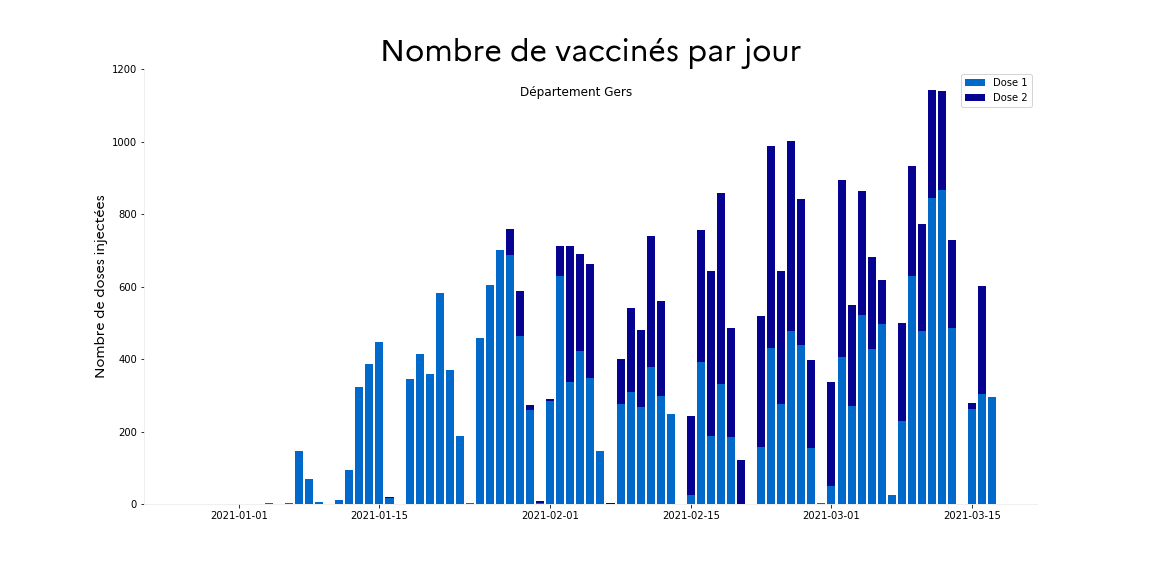 Nombre de vaccinés par jour
Département Gers
Dose 1
Dose 2
Nombre de doses injectées
1200
1000
800
600
400
200
0
2021-01-01
2021-01-15
2021-02-01
2021-02-15
2021-03-01
2021-03-15